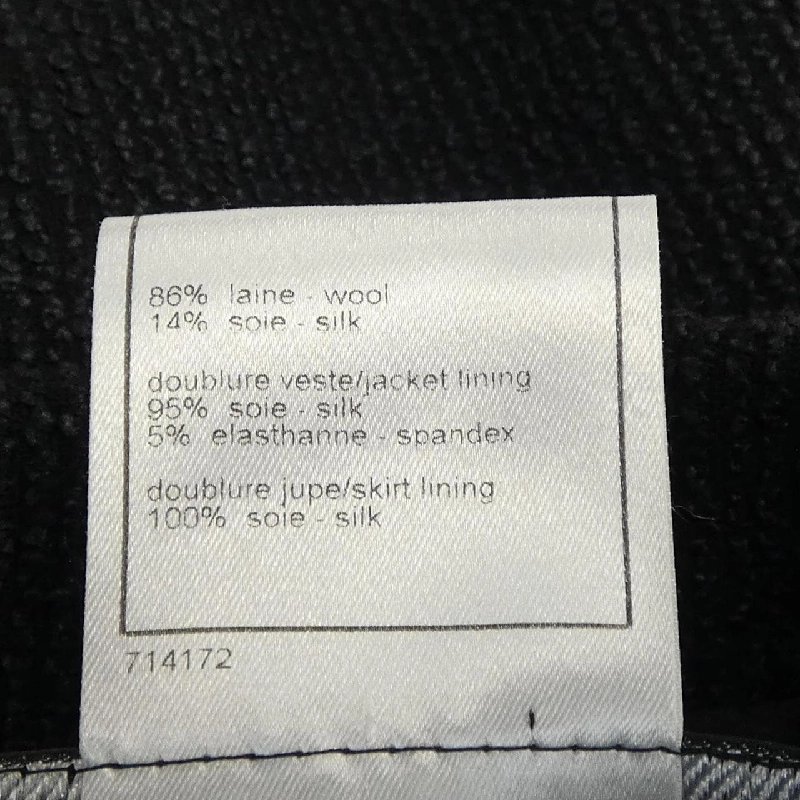 86% laine - wool
14% soie - silk
doublure veste/jacket lining
95% soie - silk
5% elasthanne - spandex
doublure jupe/skirt lining
100% soie - silk
714172